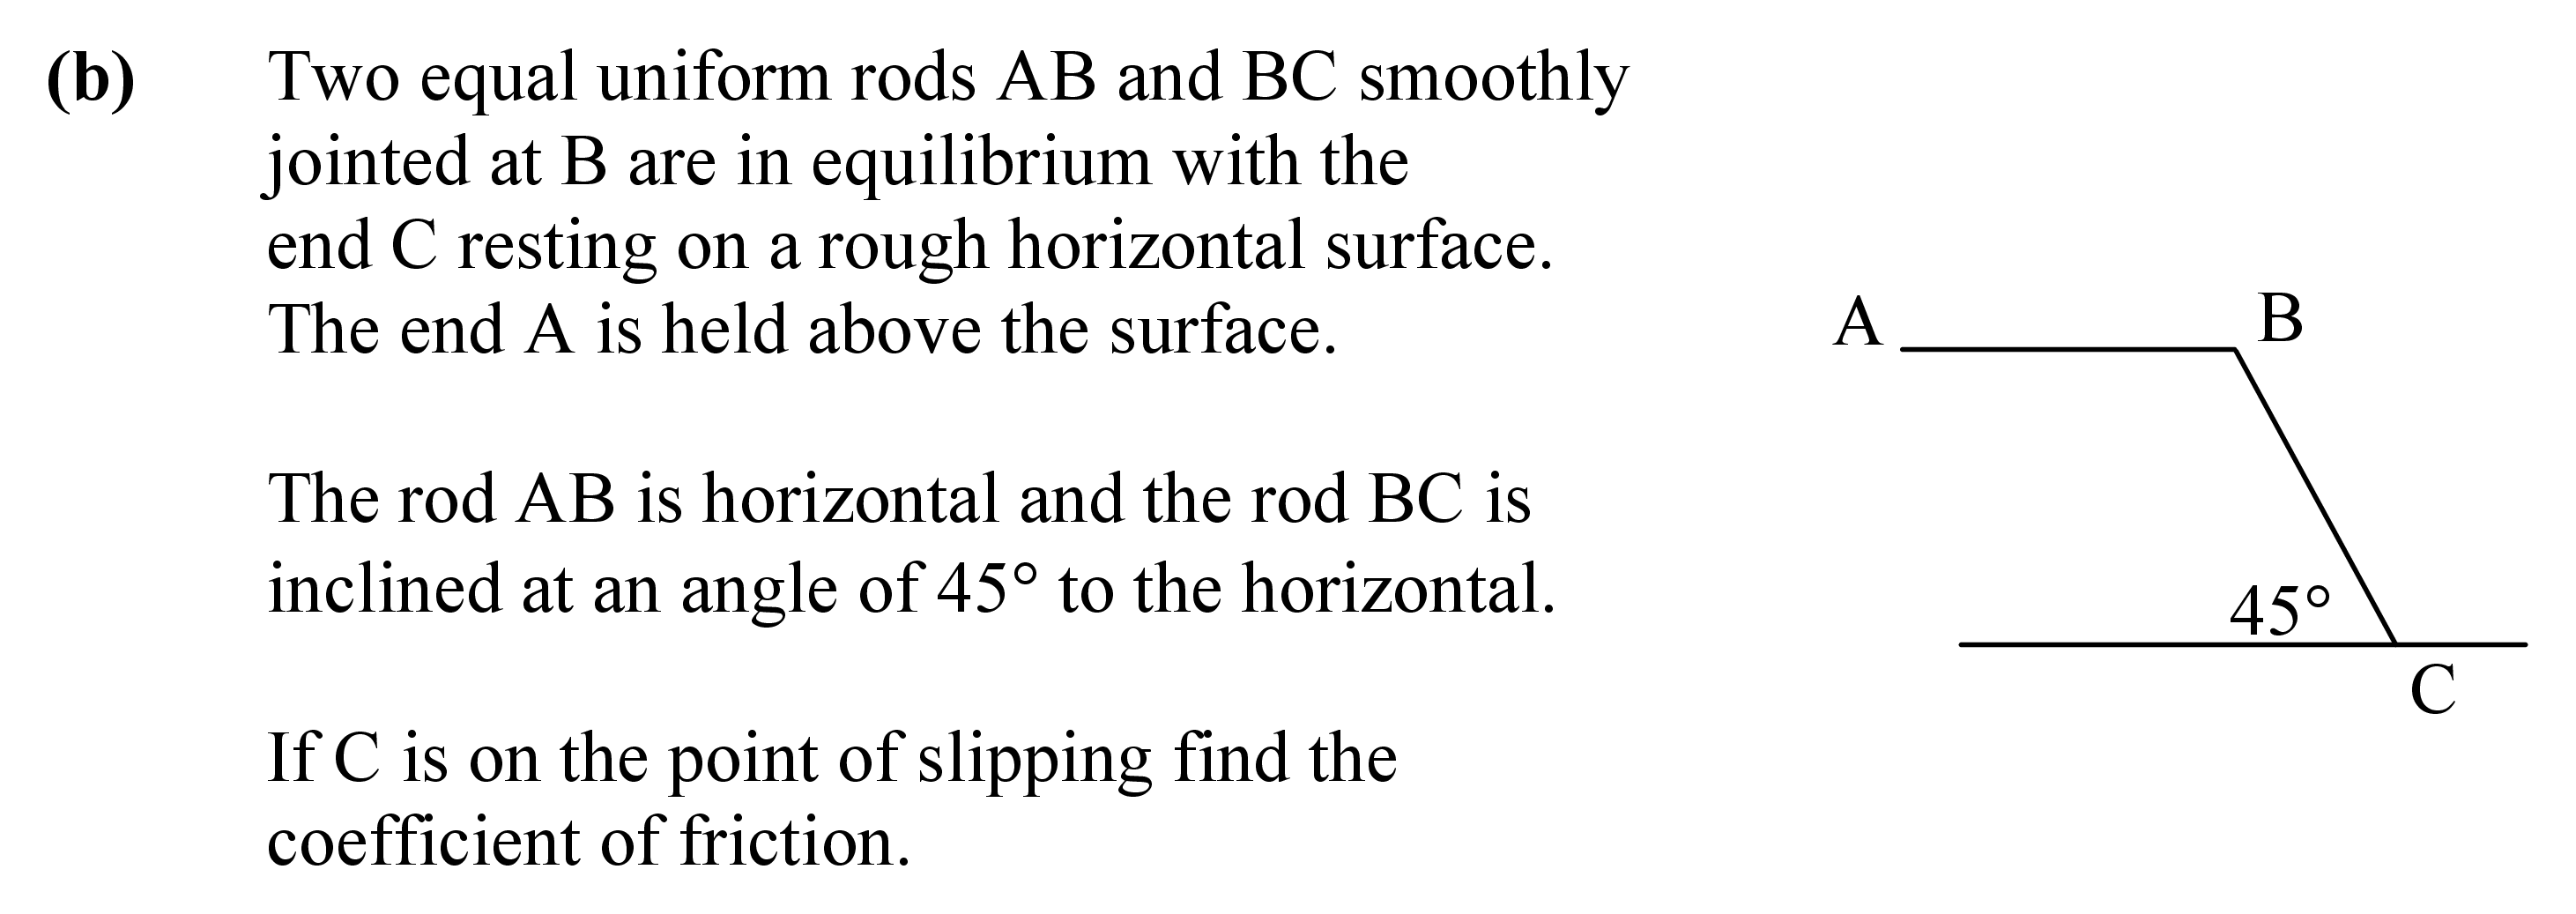 (b) Two equal uniform rods AB and BC smoothly
jointed at B are in equilibrium with the
end C resting on a rough horizontal surface.
The end A is held above the surface.
The rod AB is horizontal and the rod BC is
inclined at an angle of 45° to the horizontal.
If C is on the point of slipping find the
coefficient of friction.
A
B
45°
C